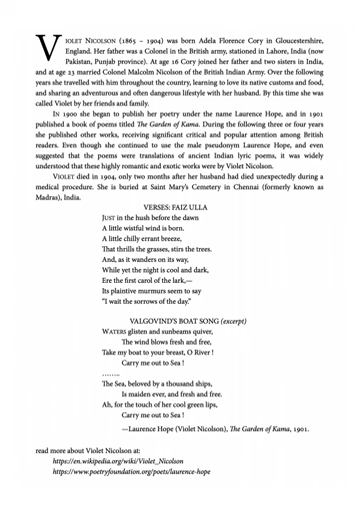 VIOLET NICOLSON (1865 – 1904) was born Adela Florence Cory in Gloucestershire,
England. Her father was a Colonel in the British army, stationed in Lahore, India (now
Pakistan, Punjab province). At age 16 Cory joined her father and two sisters in India,
and at age 23 married Colonel Malcolm Nicolson of the British Indian Army. Over the following
years she travelled with him throughout the country, learning to love its native customs and food,
and sharing an adventurous and often dangerous lifestyle with her husband. By this time she was
called Violet by her friends and family.
IN 1900 she began to publish her poetry under the name Laurence Hope, and in 1901
published a book of poems titled The Garden of Kama. During the following three or four years
she published other works, receiving significant critical and popular attention among British
readers. Even though she continued to use the male pseudonym Laurence Hope, and even
suggested that the poems were translations of ancient Indian lyric poems, it was widely
understood that these highly romantic and exotic works were by Violet Nicolson.
VIOLET died in 1904, only two months after her husband had died unexpectedly during a
medical procedure. She is buried at Saint Mary's Cemetery in Chennai (formerly known as
Madras), India.
VERSES: FAIZ ULLA
JUST in the hush before the dawn
A little wistful wind is born.
A little chilly errant breeze,
That thrills the grasses, stirs the trees.
And, as it wanders on its way,
While yet the night is cool and dark,
Ere the first carol of the lark,—
Its plaintive murmurs seem to say
"I wait the sorrows of the day."
VALGOVIND'S BOAT SONG (excerpt)
WATERS glisten and sunbeams quiver,
The wind blows fresh and free,
Take my boat to your breast, O River !
Carry me out to Sea !
........
The Sea, beloved by a thousand ships,
Is maiden ever, and fresh and free.
Ah, for the touch of her cool green lips,
Carry me out to Sea !
—Laurence Hope (Violet Nicolson), The Garden of Kama, 1901.
read more about Violet Nicolson at:
https://en.wikipedia.org/wiki/Violet_Nicolson
https://www.poetryfoundation.org/poets/laurence-hope